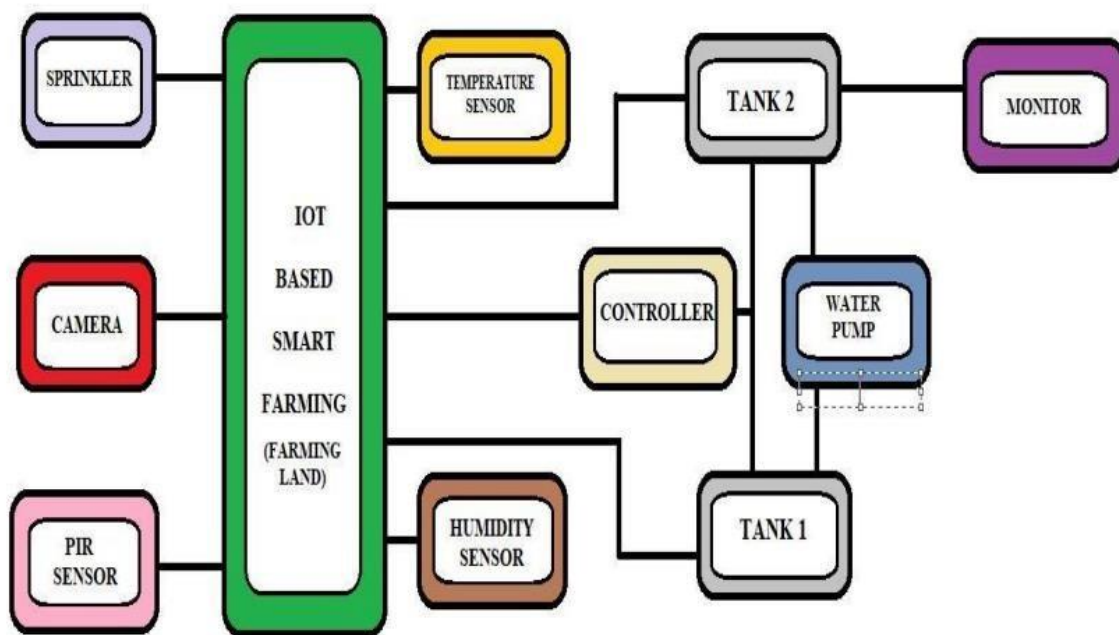 SPRINKLER
TEMPERATURE
SENSOR
TANK 2
MONITOR
IOT
BASED
SMART
FARMING
(FARMING
LAND)
CAMERA
CONTROLLER
WATER
PUMP
PIR
SENSOR
HUMIDITY
SENSOR
TANK 1